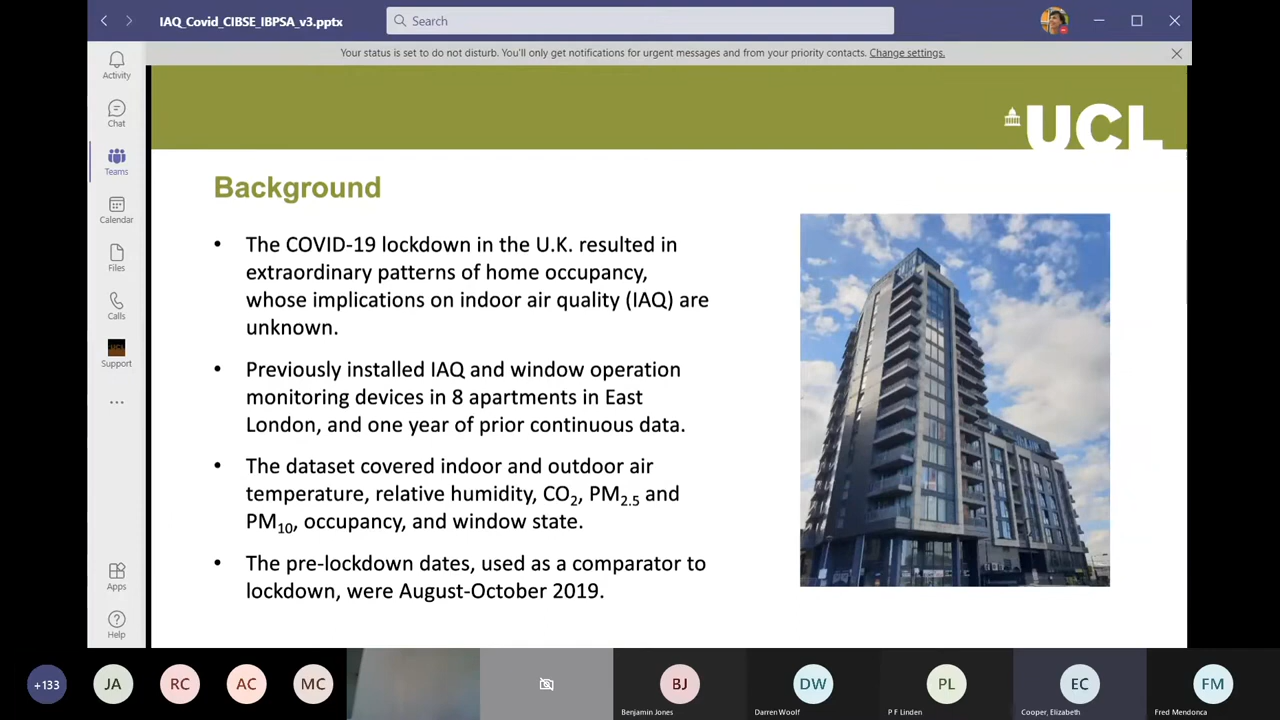 IAQ_Covid_CIBSE_IBPSA_v3.pptx
Search
Your status is set to do not disturb. You'll only get notifications for urgent messages and from your priority contacts. Change settings.
Activity
Chat
Teams
Calendar
Files
Calls
UCL
Support
...
Apps
Help
UCL
Background
• The COVID-19 lockdown in the U.K. resulted in
extraordinary patterns of home occupancy,
whose implications on indoor air quality (IAQ) are
unknown.
• Previously installed IAQ and window operation
monitoring devices in 8 apartments in East
London, and one year of prior continuous data.
• The dataset covered indoor and outdoor air
temperature, relative humidity, CO₂, PM₂.₅ and
PM₁₀, occupancy, and window state.
• The pre-lockdown dates, used as a comparator to
lockdown, were August-October 2019.
+133
JA
RC
AC
MC
BJ
Benjamin Jones
DW
Darren Woolf
PL
P F Linden
EC
Cooper, Elizabeth
FM
Fred Mendonca